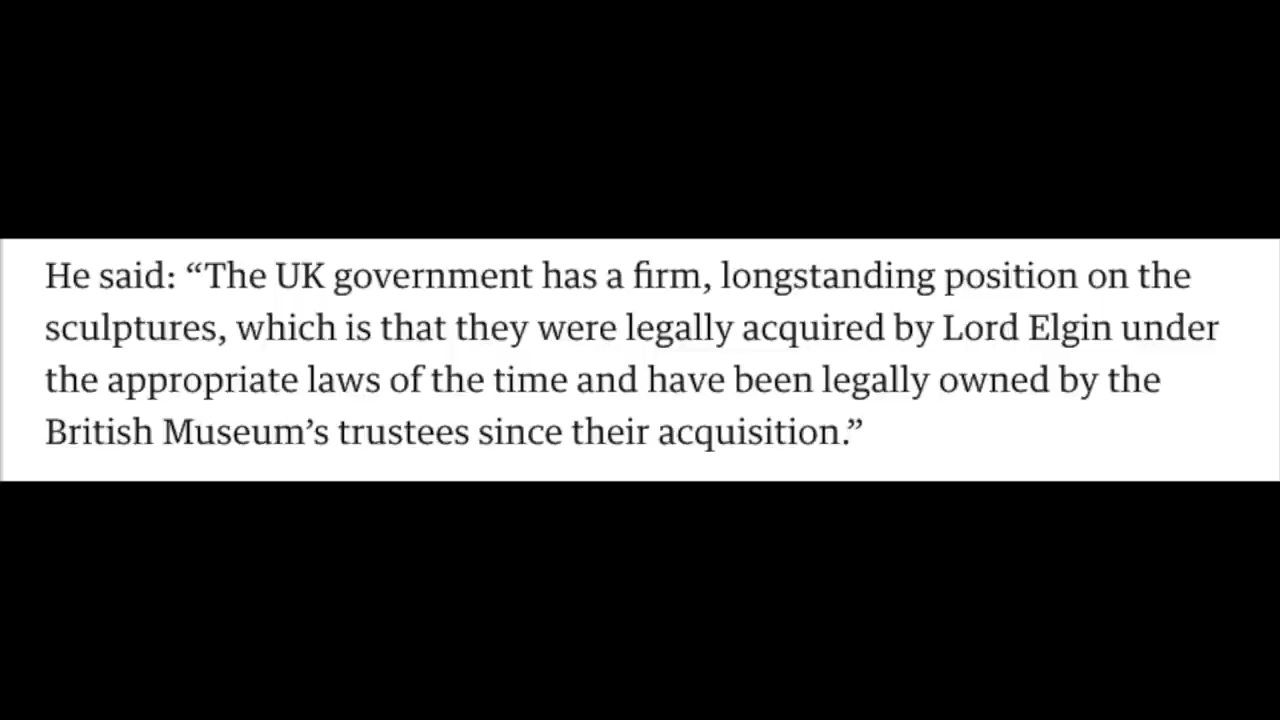 He said: “The UK government has a firm, longstanding position on the
sculptures, which is that they were legally acquired by Lord Elgin under
the appropriate laws of the time and have been legally owned by the
British Museum’s trustees since their acquisition.”